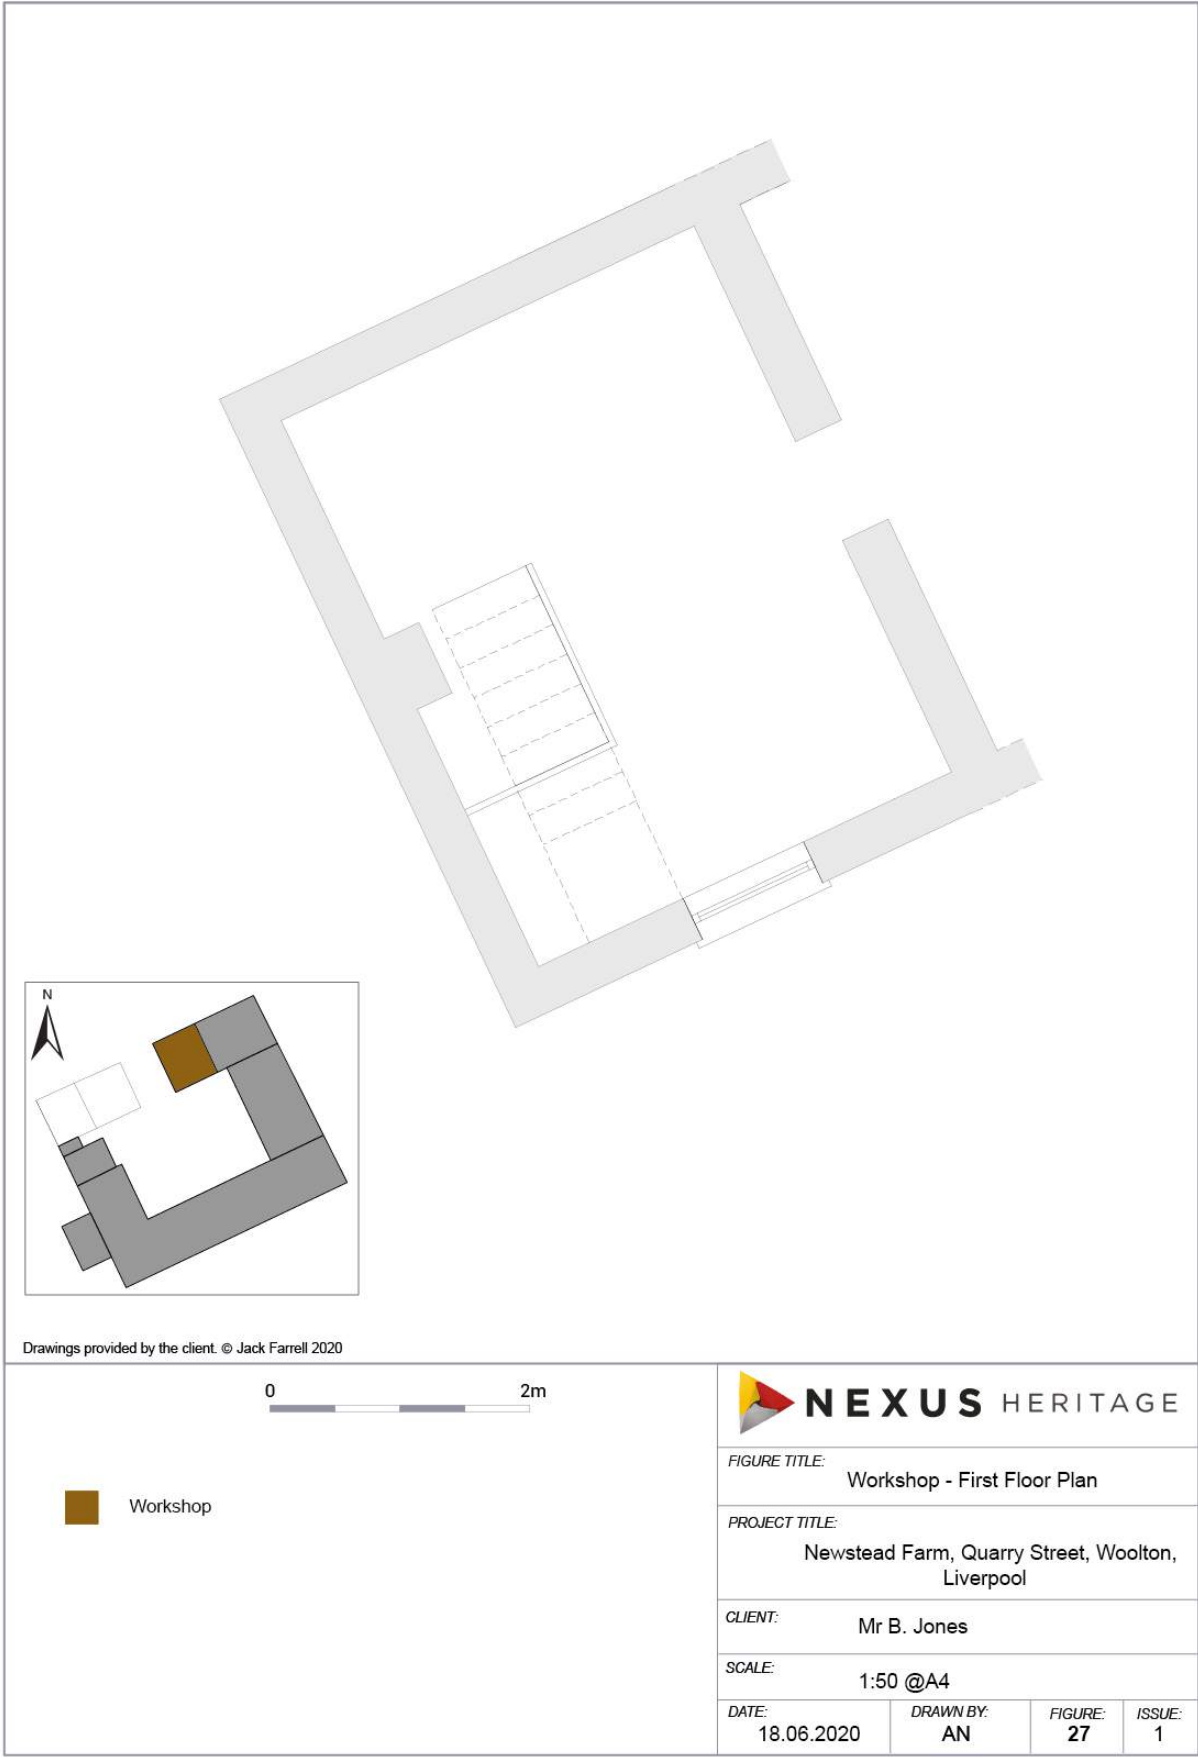 N
Drawings provided by the client. © Jack Farrell 2020
0 2m
Workshop
NEXUS HERITAGE
FIGURE TITLE:
Workshop - First Floor Plan
PROJECT TITLE:
Newstead Farm, Quarry Street, Woolton,
Liverpool
CLIENT:
Mr B. Jones
SCALE:
1:50 @A4
DATE:
18.06.2020
DRAWN BY:
AN
FIGURE:
27
ISSUE:
1